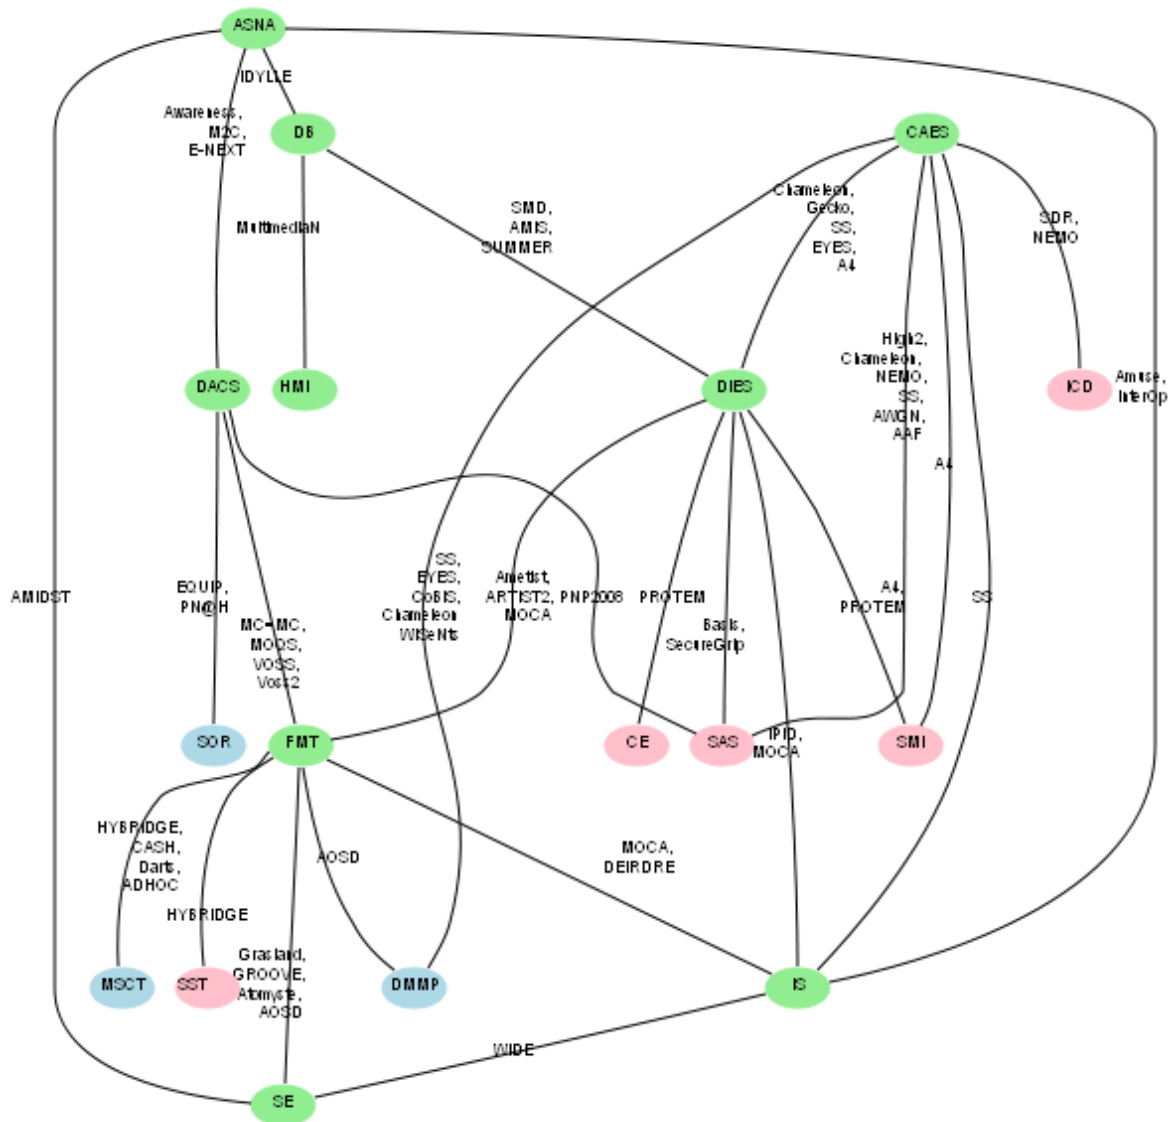 ASNA
IDYLLE
Awareness,
M2C,
E-NEXT
DB
CAES
Chameleon,
Gecko,
SS,
EYES,
A4
SMD,
AMIS,
SUMMER
SDR,
NEMO
MultimediaN
High2,
Chameleon,
NEMO,
SS,
AWGN,
AAF
DACS
HMI
DIES
ICD
Amuse,
InterOp
A4
SS,
EYES,
CoBIS,
Chameleon
WiSeNts
Ametist,
ARTIST2,
MOCA
PNP2008
PROTEM
A4,
PROTEM
SS
AMIDST
EQUIP,
PN@H
MC=MC,
MOQS,
VOSS,
Voss2
Basis,
SecureGrip
SOR
FMT
CE
SAS
IPID,
MOCA
SMI
HYBRIDGE,
CASH,
Darts,
ADHOC
AOSD
MOCA,
DEIRDRE
HYBRIDGE
Grasland,
GROOVE,
Atomyste,
AOSD
MSCT
SST
DMMP
IS
WIDE
SE